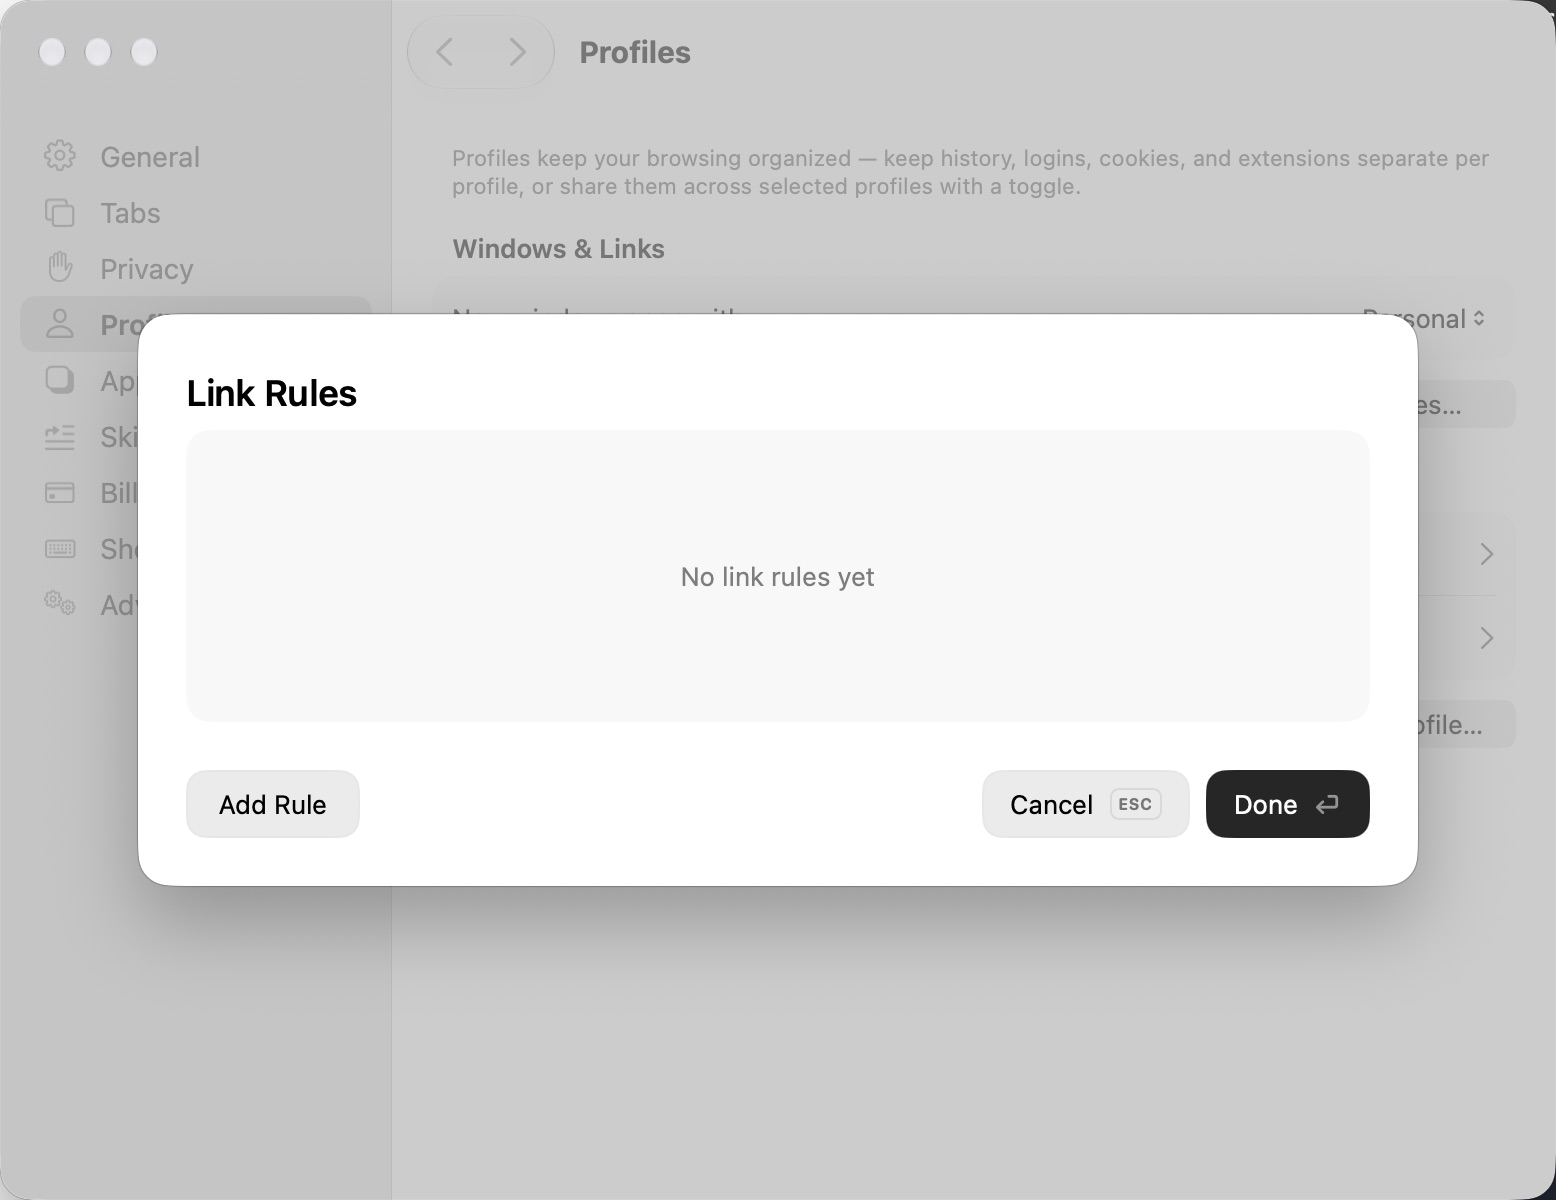 Profiles
General
Tabs
Privacy
Profiles keep your browsing organized — keep history, logins, cookies, and extensions separate per
profile, or share them across selected profiles with a toggle.
Windows & Links
Personal
Link Rules
No link rules yet
Add Rule
Cancel ESC
Done